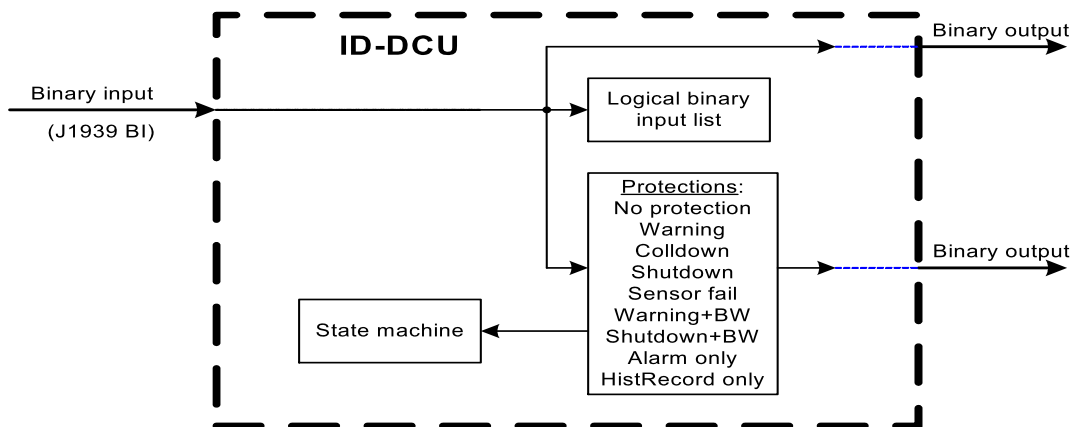 ID-DCU
Binary output
Binary input
(J1939 BI)
Logical binary
input list
Protections:
No protection
Warning
Colldown
Shutdown
Sensor fail
Warning+BW
Shutdown+BW
Alarm only
HistRecord only
Binary output
State machine